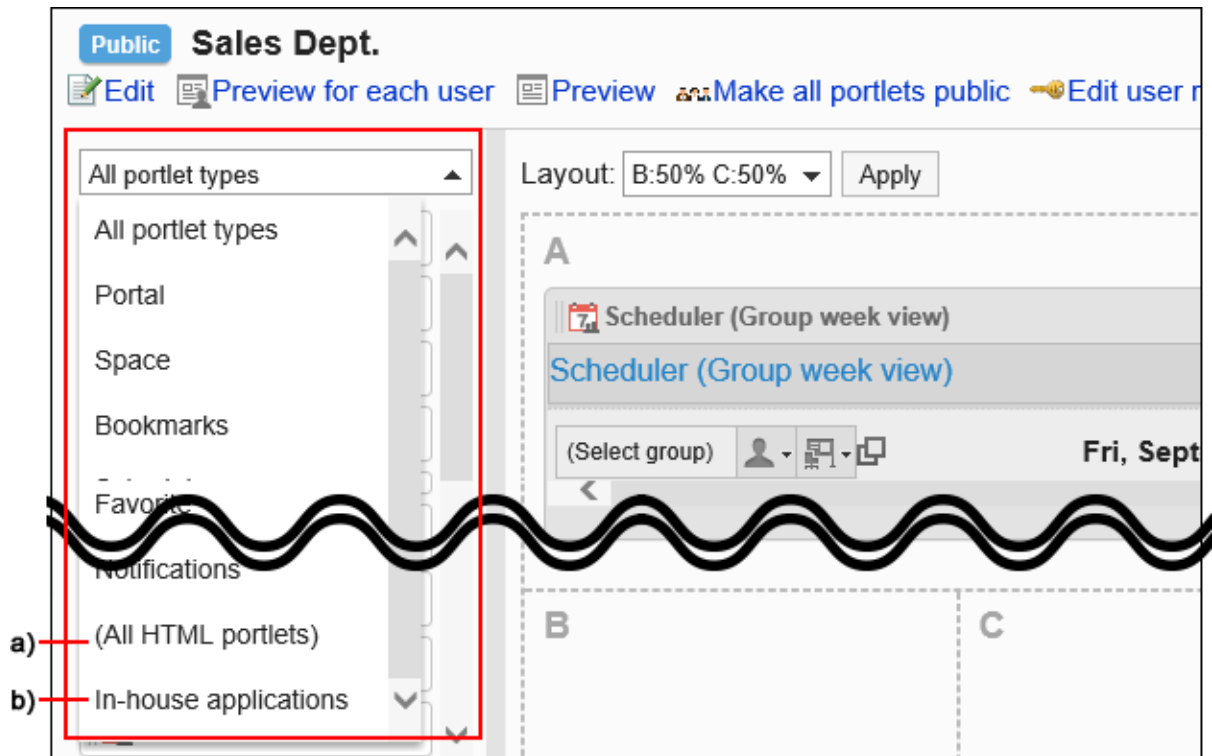 Public Sales Dept.
Edit Preview for each user Preview Make all portlets public Edit user
All portlet types
Layout: B:50% C:50% Apply
All portlet types
Portal
Space
Bookmarks
Favorite
Notifications
a) (All HTML portlets)
b) In-house applications
A
7 Scheduler (Group week view)
Scheduler (Group week view)
(Select group) Fri, Sept
B C